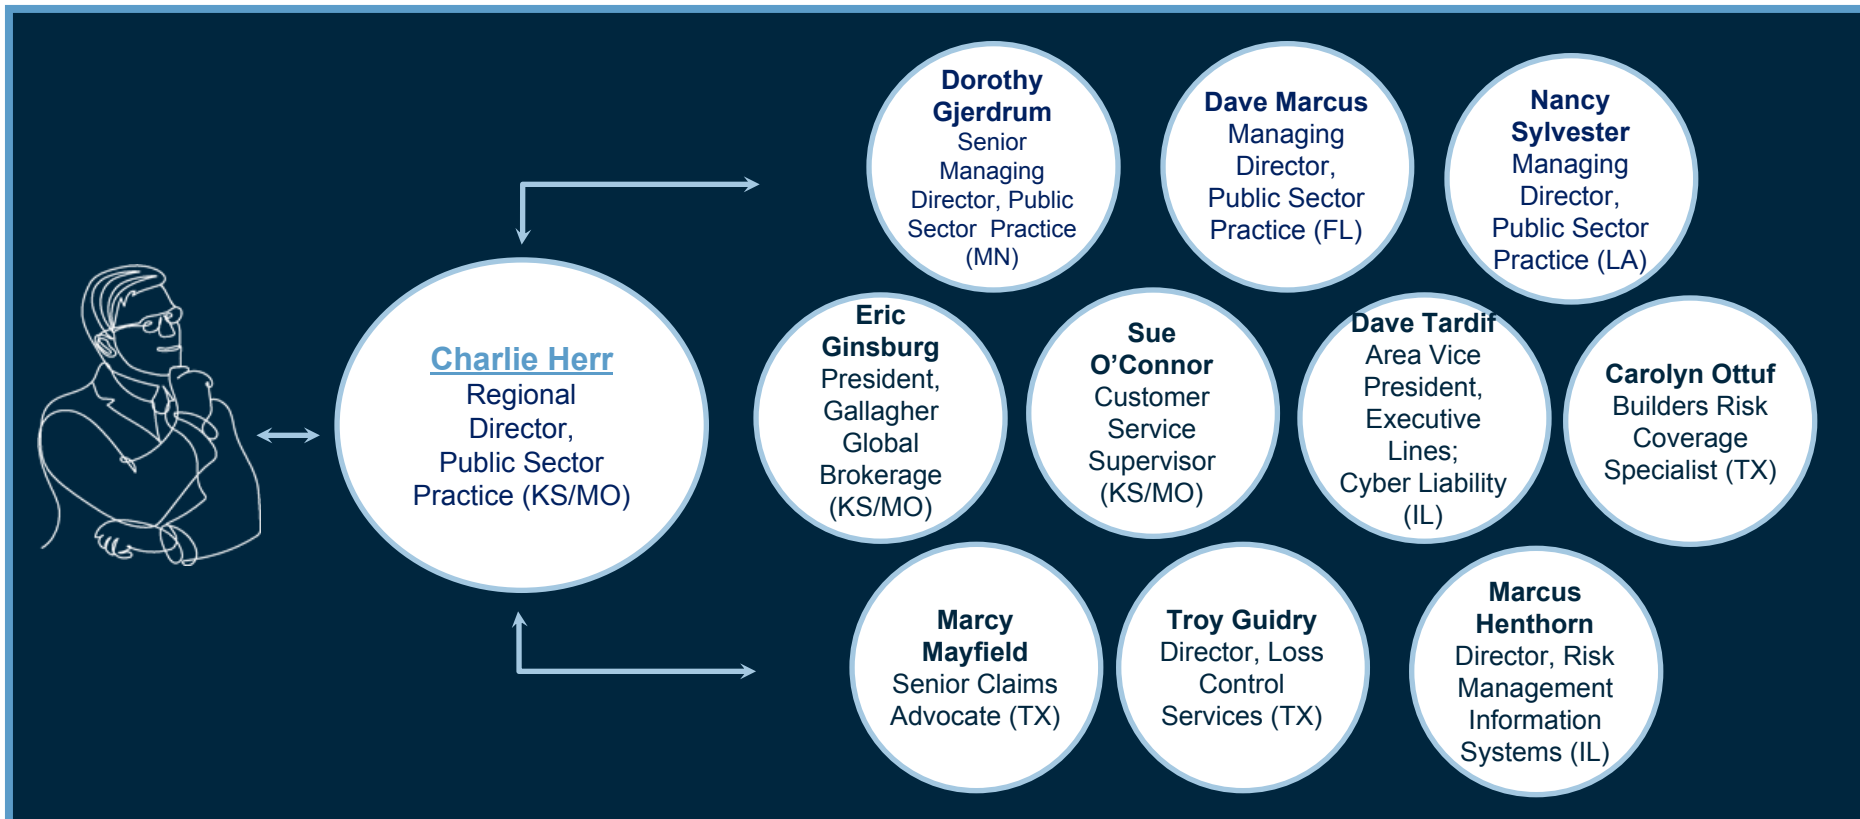 Charlie Herr
Regional
Director,
Public Sector
Practice (KS/MO)
Dorothy
Gjerdrum
Senior
Managing
Director, Public
Sector Practice
(MN)
Dave Marcus
Managing
Director,
Public Sector
Practice (FL)
Nancy
Sylvester
Managing
Director,
Public Sector
Practice (LA)
Eric
Ginsburg
President,
Gallagher
Global
Brokerage
(KS/MO)
Sue
O’Connor
Customer
Service
Supervisor
(KS/MO)
Dave Tardif
Area Vice
President,
Executive
Lines;
Cyber Liability
(IL)
Carolyn Ottuf
Builders Risk
Coverage
Specialist (TX)
Marcy
Mayfield
Senior Claims
Advocate (TX)
Troy Guidry
Director, Loss
Control
Services (TX)
Marcus
Henthorn
Director, Risk
Management
Information
Systems (IL)